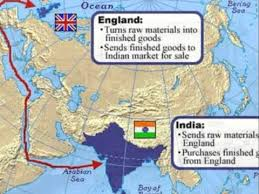 Ocean
Bering
Sea
England:
• Turns raw materials into
finished goods
• Sends finished goods to
Indian market for sale
India:
• Sends raw materials
England
• Purchases finished g
from England
Arabian
Sea
Bay of